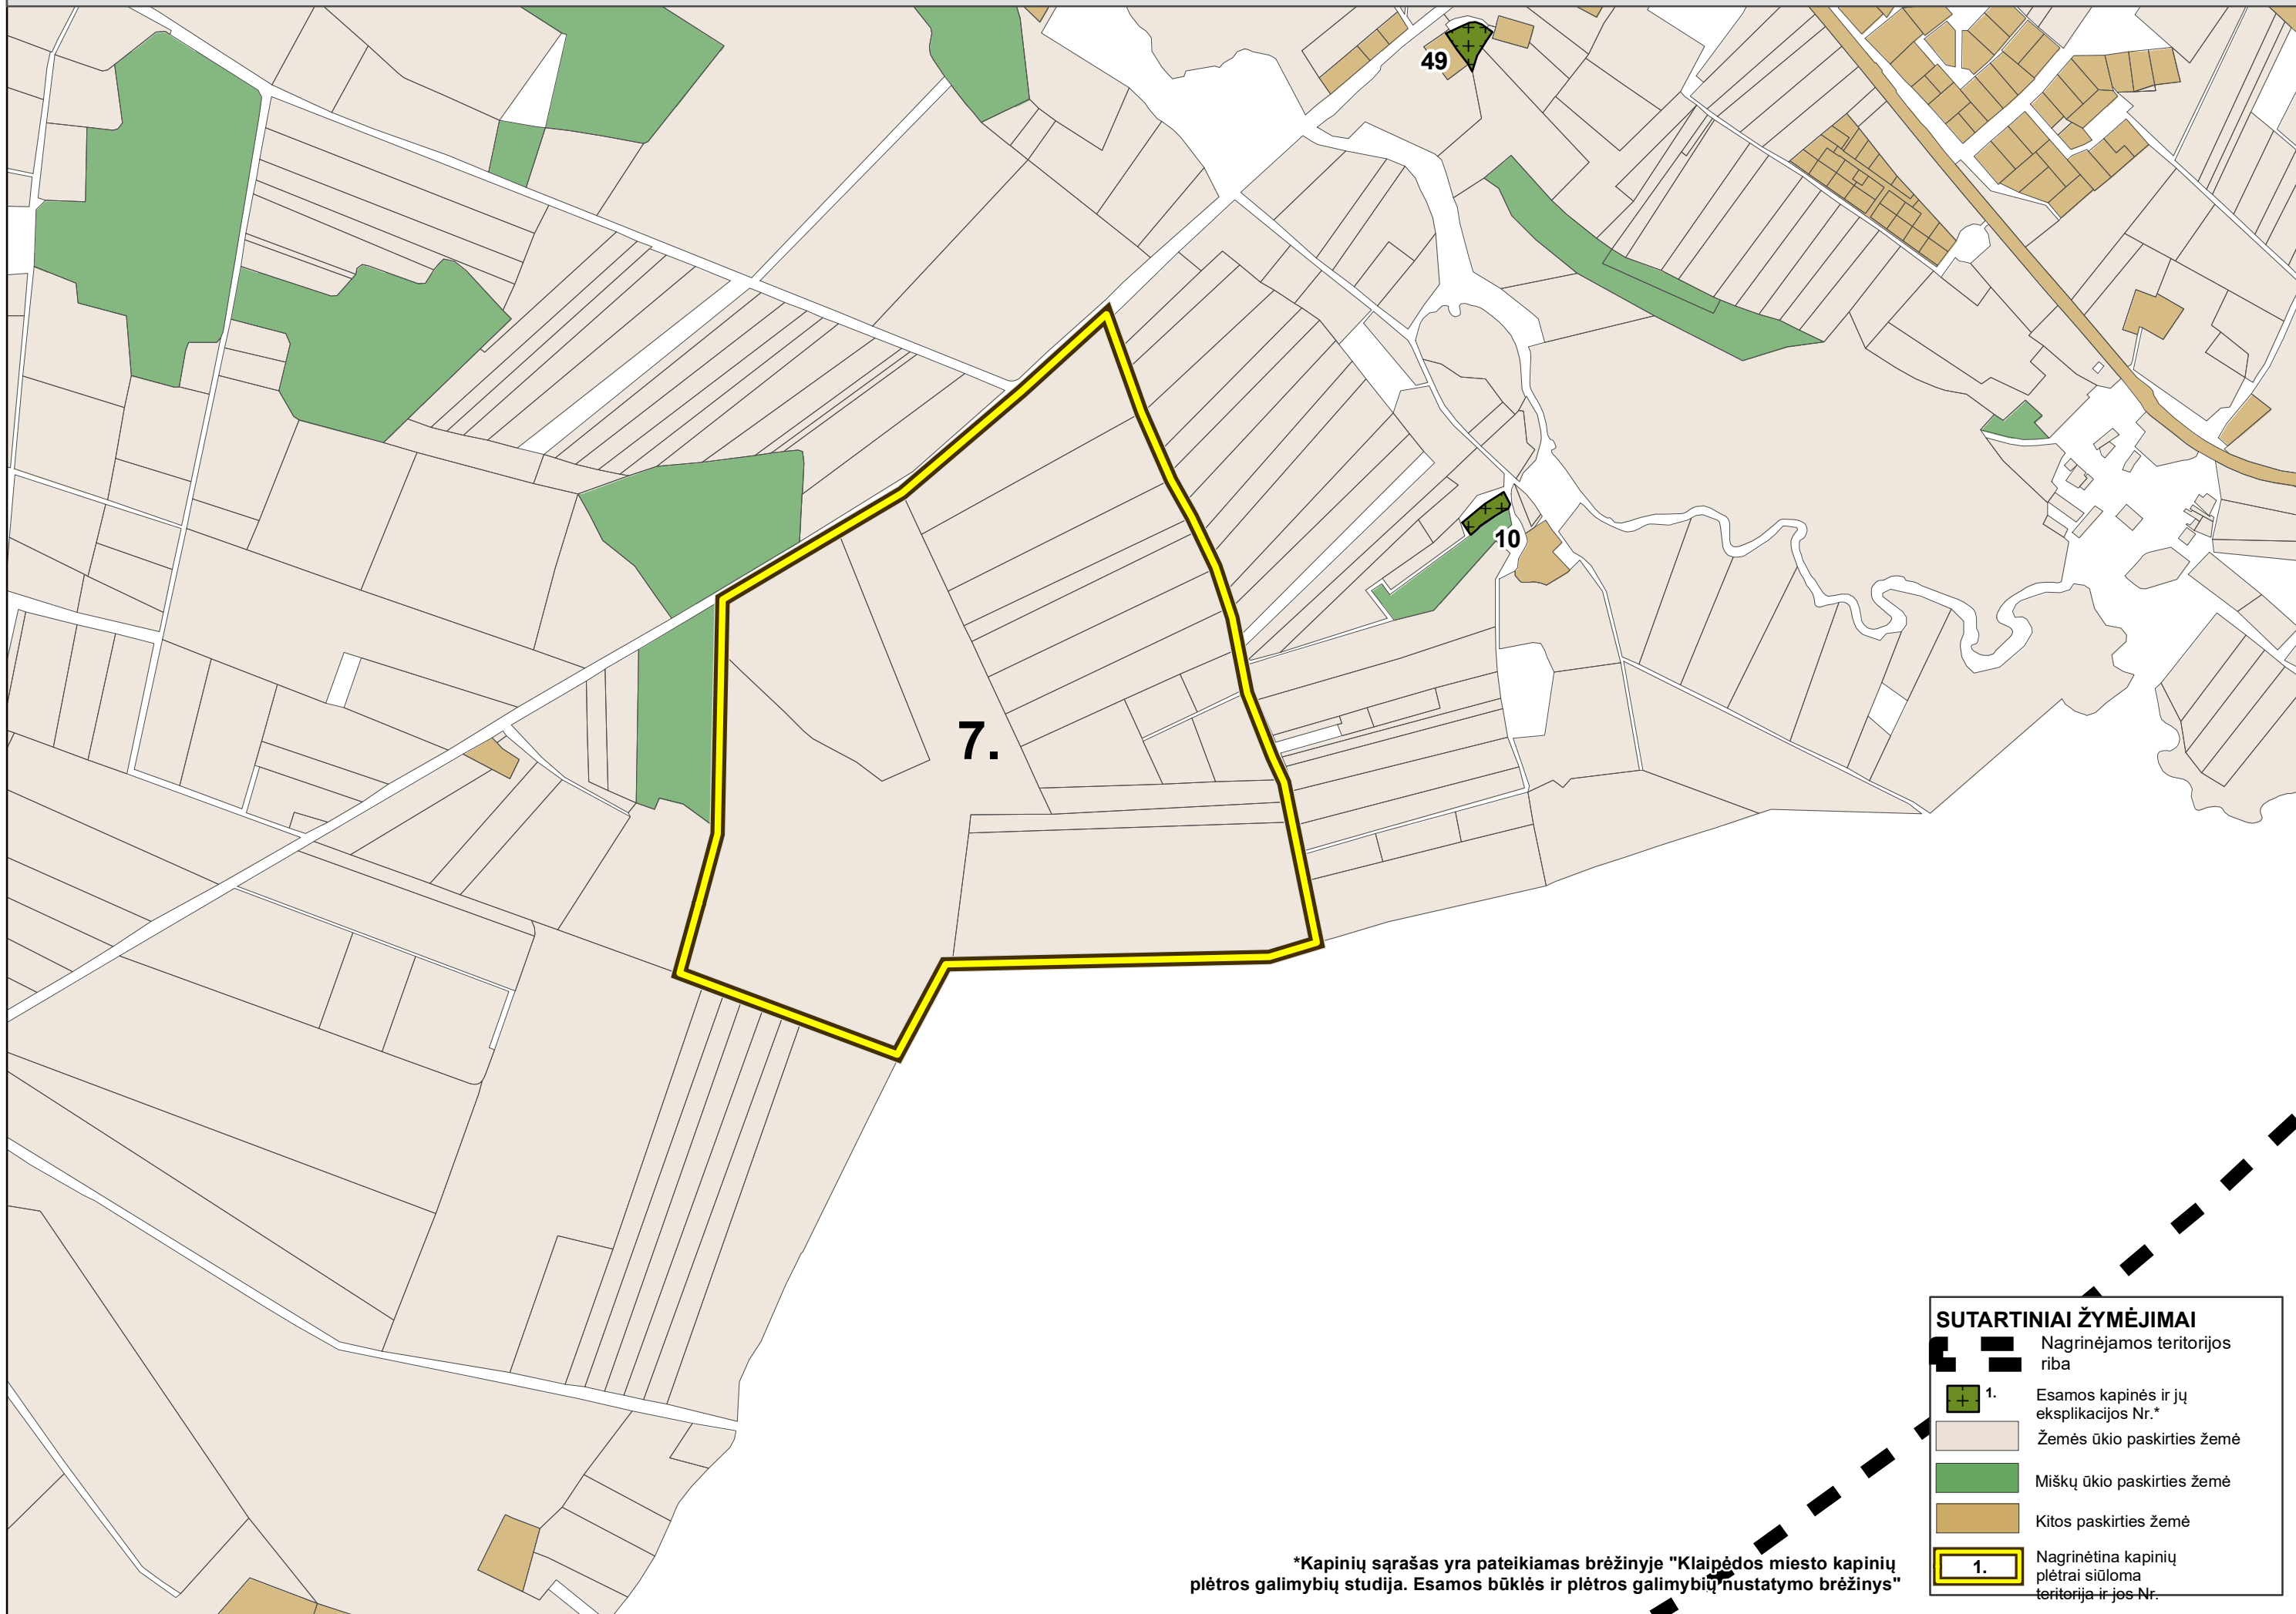 49
10
7.
SUTARTINIAI ŽYMĖJIMAI
Nagrinėjamos teritorijos
riba
1.
Esamos kapinės ir jų
eksplikacijos Nr.*
Žemės ūkio paskirties žemė
Miškų ūkio paskirties žemė
Kitos paskirties žemė
1.
Nagrinėtina kapinių
plėtrai siūloma
teritorija ir jos Nr.
*Kapinių sąrašas yra pateikiamas brėžinyje "Klaipėdos miesto kapinių
plėtros galimybių studija. Esamos būklės ir plėtros galimybių nustatymo brėžinys"